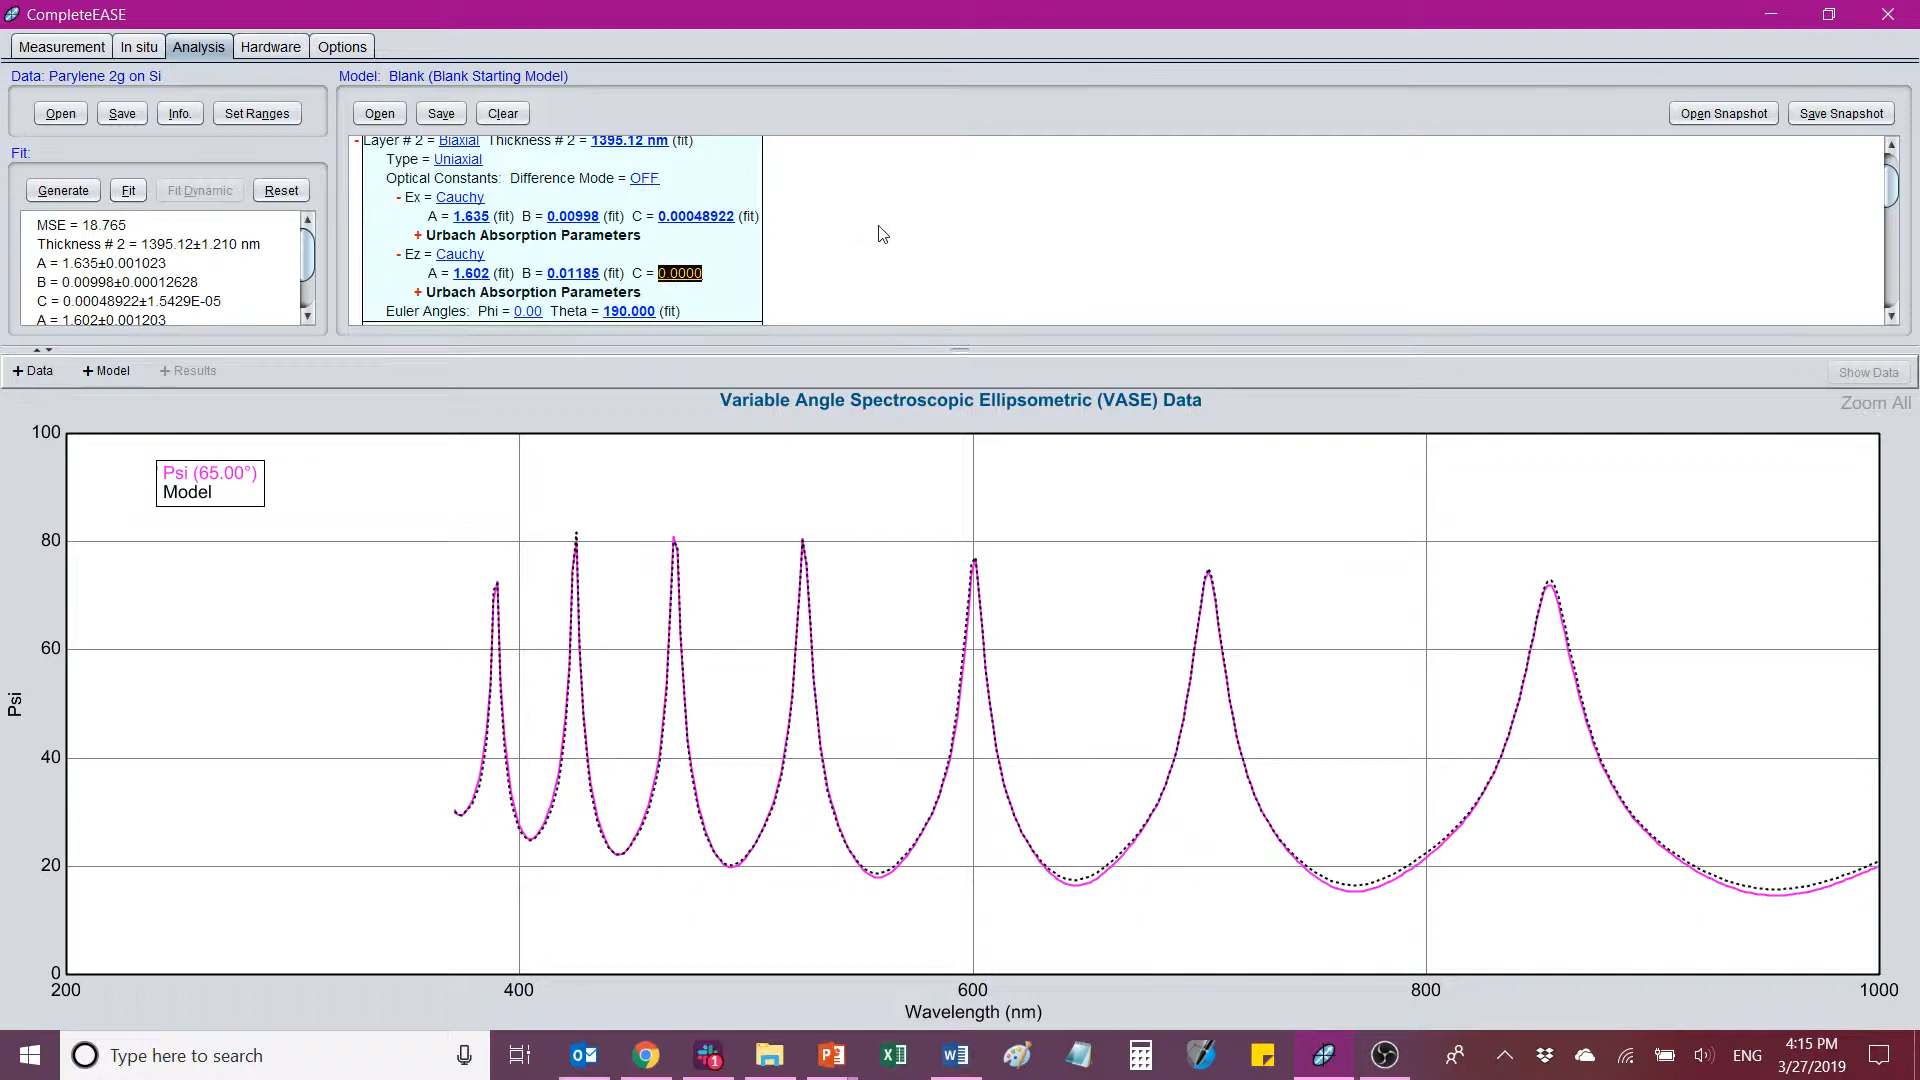 CompleteEASE
Measurement In situ Analysis Hardware Options
Data: Parylene 2g on Si
Open Save Info. Set Ranges
Fit:
Generate Fit Fit Dynamic Reset
MSE = 18.765
Thickness # 2 = 1395.12±1.210 nm
A = 1.635±0.001023
B = 0.00998±0.00012628
C = 0.00048922±1.5429E-05
A = 1.602±0.001203
Model: Blank (Blank Starting Model)
Open Save Clear
Open Snapshot Save Snapshot
- Layer # 2 = Biaxial Thickness # 2 = 1395.12 nm (fit)
Type = Uniaxial
Optical Constants: Difference Mode = OFF
- Ex = Cauchy
A = 1.635 (fit) B = 0.00998 (fit) C = 0.00048922 (fit)
+ Urbach Absorption Parameters
- Ez = Cauchy
A = 1.602 (fit) B = 0.01185 (fit) C = 0.0000
+ Urbach Absorption Parameters
Euler Angles: Phi = 0.00 Theta = 190.000 (fit)
+ Data + Model + Results
Show Data
Variable Angle Spectroscopic Ellipsometric (VASE) Data
Zoom All
100
80
60
40
20
0
Psi
Psi (65.00°)
Model
200 400 600 800 1000
Wavelength (nm)
Type here to search
1
ENG
4:15 PM
3/27/2019